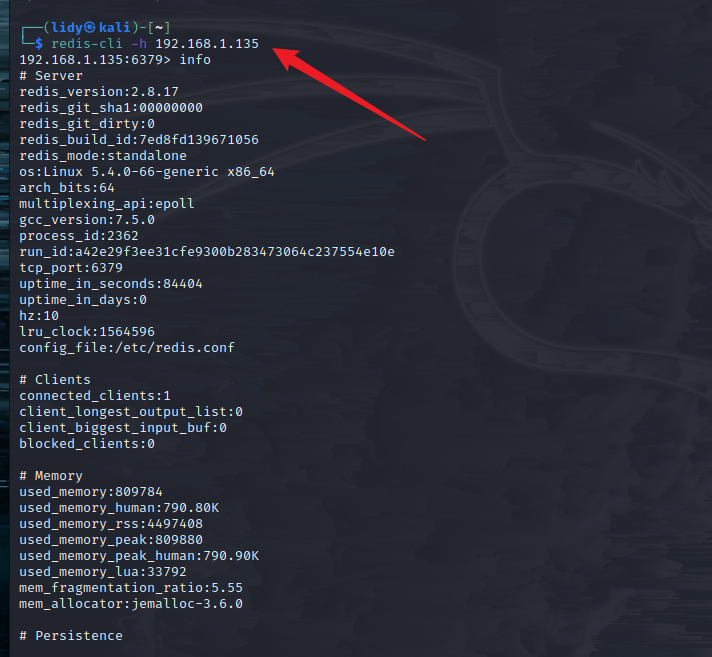 ┌──(lidy㉿kali)-[~]
└─$ redis-cli -h 192.168.1.135
192.168.1.135:6379> info
# Server
redis_version:2.8.17
redis_git_sha1:00000000
redis_git_dirty:0
redis_build_id:7ed8fd139671056
redis_mode:standalone
os:Linux 5.4.0-66-generic x86_64
arch_bits:64
multiplexing_api:epoll
gcc_version:7.5.0
process_id:2362
run_id:a42e29f3ee31cfe9300b283473064c237554e10e
tcp_port:6379
uptime_in_seconds:84404
uptime_in_days:0
hz:10
lru_clock:1564596
config_file:/etc/redis.conf
# Clients
connected_clients:1
client_longest_output_list:0
client_biggest_input_buf:0
blocked_clients:0
# Memory
used_memory:809784
used_memory_human:790.80K
used_memory_rss:4497408
used_memory_peak:809880
used_memory_peak_human:790.90K
used_memory_lua:33792
mem_fragmentation_ratio:5.55
mem_allocator:jemalloc-3.6.0
# Persistence